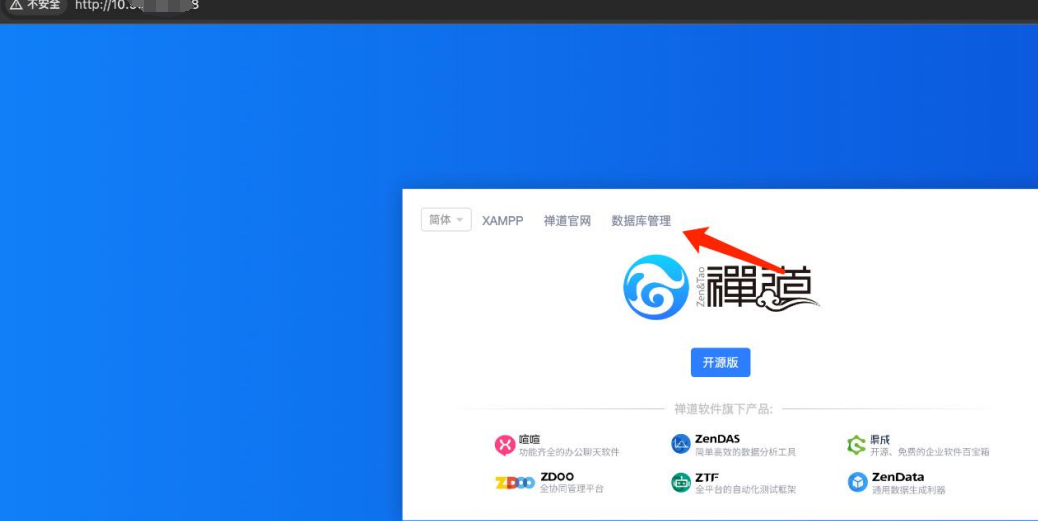 不安全 http://10.
简体 XAMPP 禅道官网 数据库管理
Zen&Tao 禪道
开源版
禅道软件旗下产品:
喧喧 ZenDAS 渠成
功能齐全的办公聊天软件 简单高效的数据分析工具 开源、免费的企业软件百宝箱
ZDOO ZDOO ZTF ZenData
全协同管理平台 全平台的自动化测试框架 通用数据生成利器